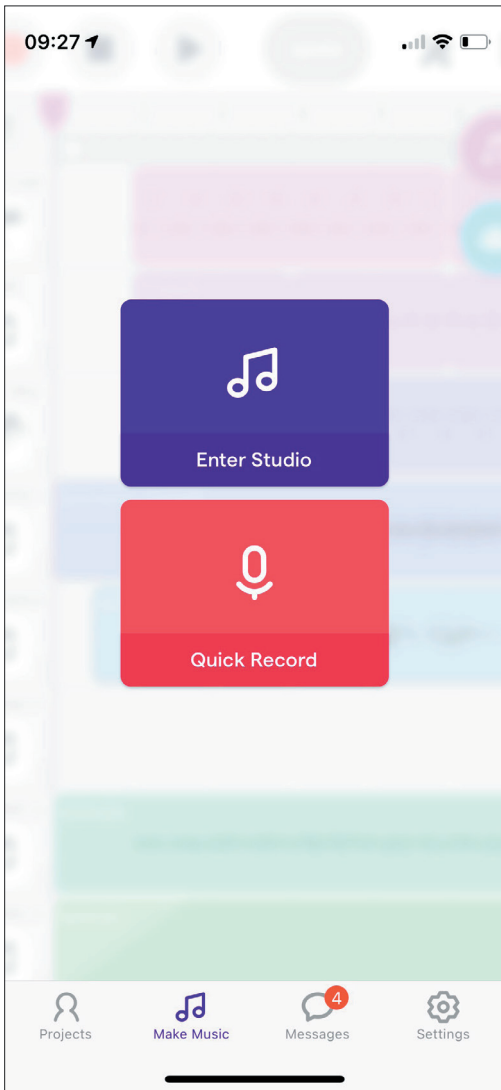 09:27
Enter Studio
Quick Record
4
Projects
Make Music
Messages
Settings